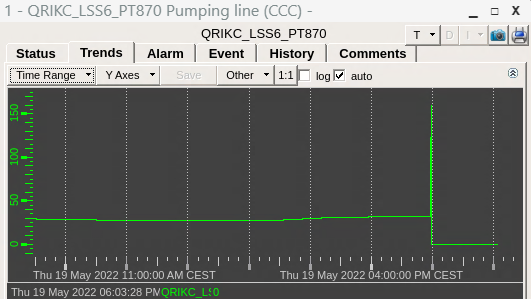 1 - QRIKC_LSS6_PT870 Pumping line (CCC) -
QRIKC_LSS6_PT870
T D I
Status Trends Alarm Event History Comments
Time Range Y Axes Save Other 1:1 log auto
150
100
50
0
Thu 19 May 2022 11:00:00 AM CEST Thu 19 May 2022 04:00:00 PM CEST
Thu 19 May 2022 06:03:28 PM QRIKC_LS 0